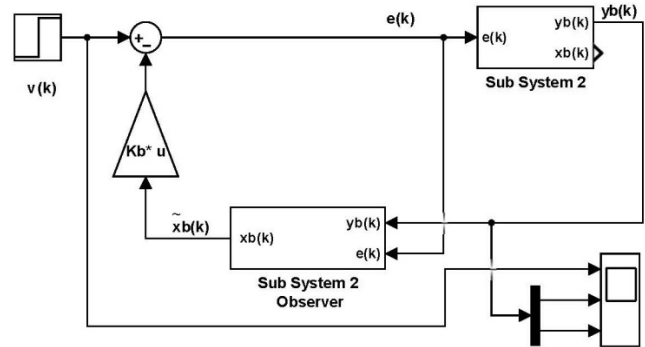 e(k)
yb(k)
e(k)
yb(k)
xb(k)
Sub System 2
+
−
v(k)
Kb* u
~
xb(k)
xb(k)
yb(k)
e(k)
Sub System 2
Observer